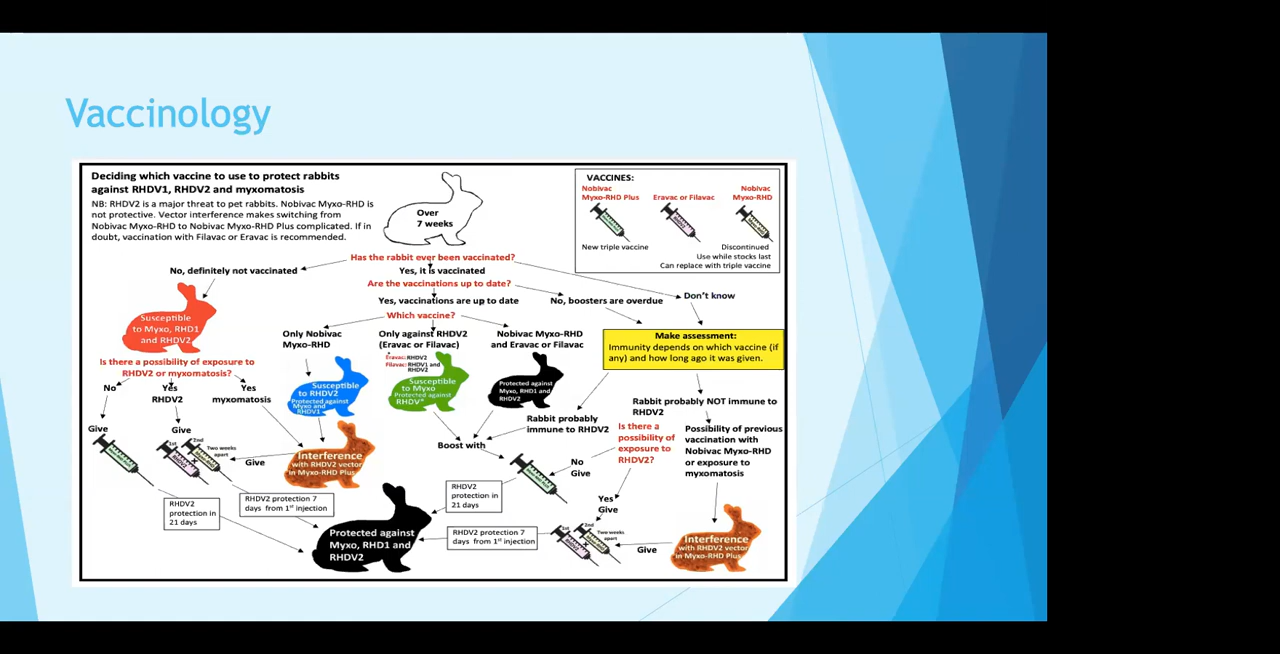 Vaccinology
Deciding which vaccine to use to protect rabbits
against RHDV1, RHDV2 and myxomatosis
NB: RHDV2 is a major threat to pet rabbits. Nobivac Myxo-RHD is
not protective. Vector interference makes switching from
Nobivac Myxo-RHD to Nobivac Myxo-RHD Plus complicated. If in
doubt, vaccination with Filavac or Eravac is recommended.
Over
7 weeks
VACCINES:
Nobivac
Myxo-RHD Plus
Eravac or Filavac
Nobivac
Myxo-RHD
New triple vaccine
Discontinued
Use while stocks last
Can replace with triple vaccine
Has the rabbit ever been vaccinated?
No, definitely not vaccinated
Yes, it is vaccinated
Are the vaccinations up to date?
Yes, vaccinations are up to date
No, boosters are overdue
Don't know
Which vaccine?
Susceptible
to Myxo, RHD1
and RHDV2
Only Nobivac
Myxo-RHD
Only against RHDV2
(Eravac or Filavac)
Nobivac Myxo-RHD
and Eravac or Filavac
Make assessment:
Immunity depends on which vaccine (if
any) and how long ago it was given.
Eravac: RHDV2
Filavac: RHDV1 and
RHDV2
Is there a possibility of exposure to
RHDV2 or myxomatosis?
Susceptible
to RHDV2
Protected against
Myxo and
RHDV1
Susceptible
to Myxo
Protected against
RHDV*
Protected against
Myxo, RHD1 and
RHDV2
No
Yes
RHDV2
Yes
myxomatosis
Rabbit probably
immune to RHDV2
Rabbit probably NOT immune to
RHDV2
Is there a
possibility of
exposure to
RHDV2?
Possibility of previous
vaccination with
Nobivac Myxo-RHD
or exposure to
myxomatosis
Give
Give
1st
2nd
Two weeks
apart
Give
Interference
with RHDV2 vector
in Myxo-RHD Plus
Boost with
No
Give
Yes
Give
RHDV2
protection in
21 days
RHDV2 protection 7
days from 1st injection
RHDV2
protection in
21 days
Protected against
Myxo, RHD1 and
RHDV2
RHDV2 protection 7
days from 1st injection
1st
2nd
Two weeks
apart
Give
Interference
with RHDV2 vector
in Myxo-RHD Plus